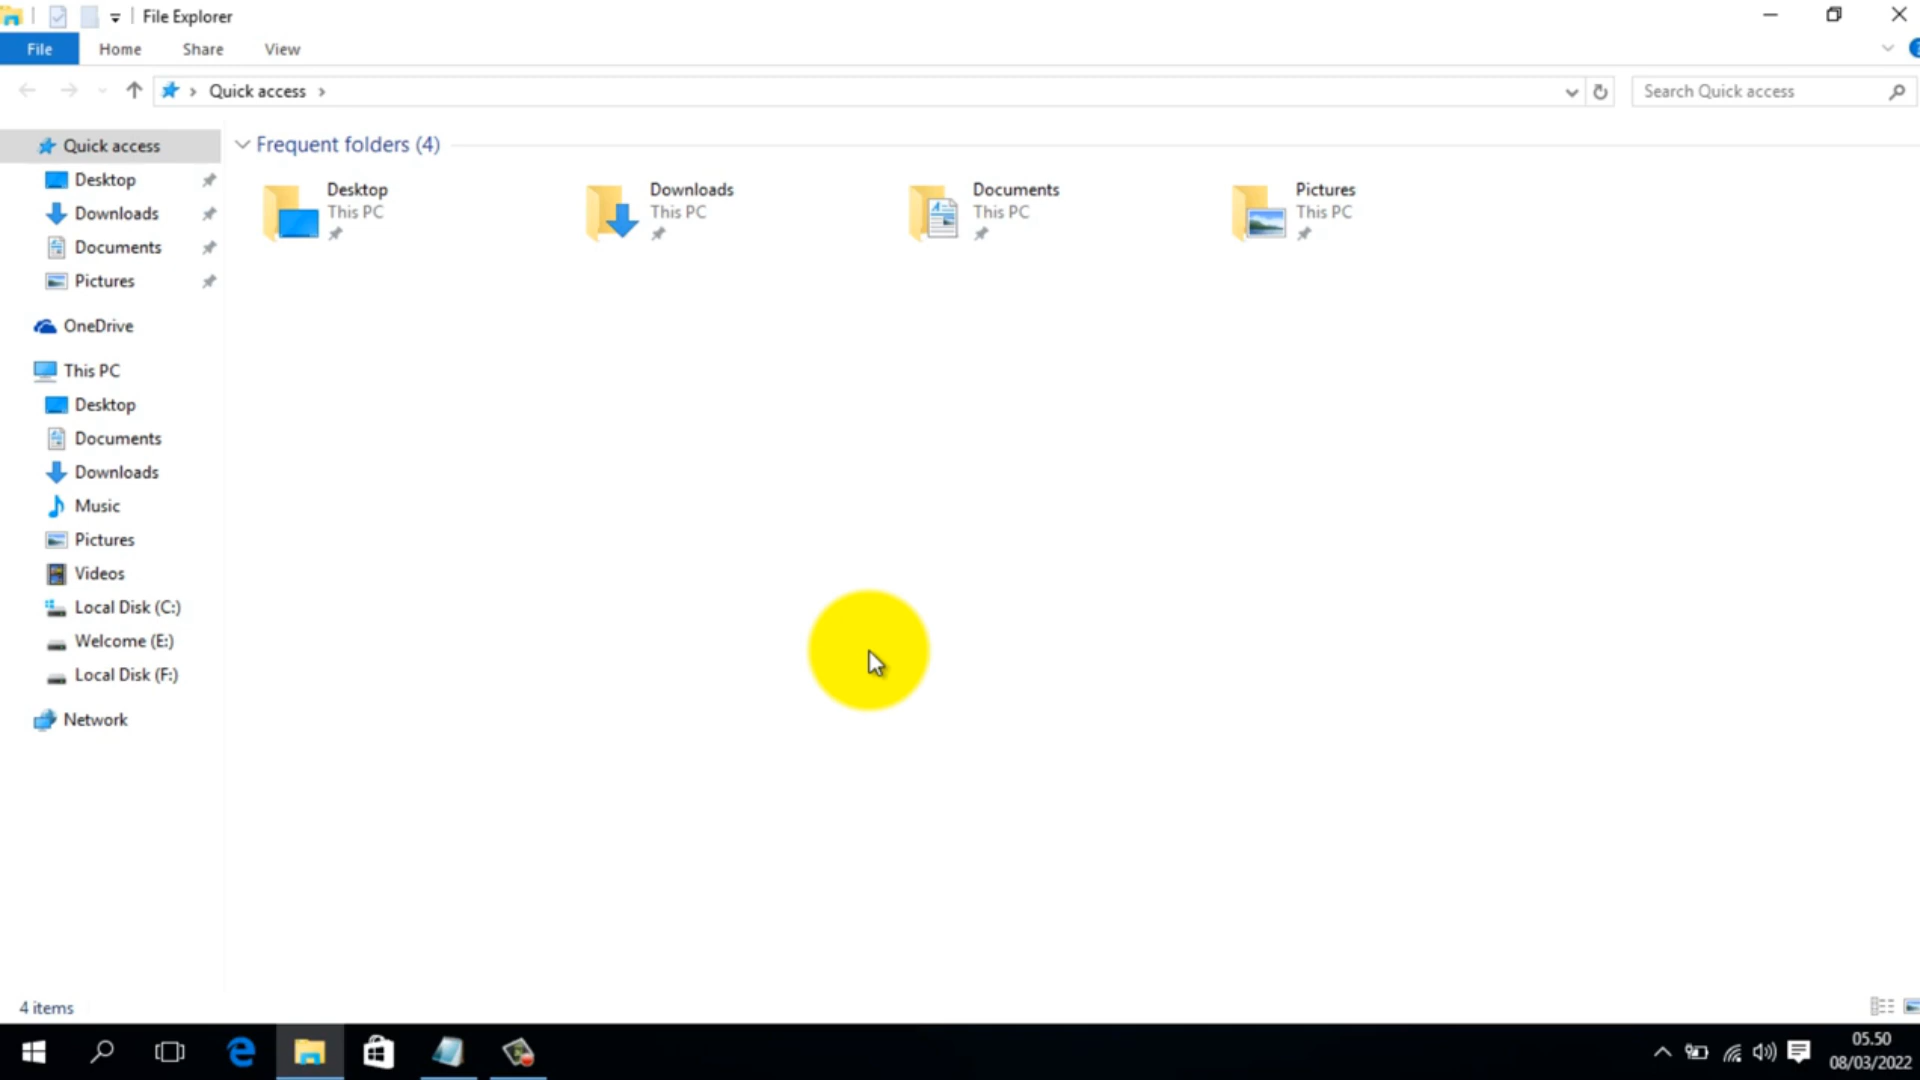 File Explorer
File Home Share View
Quick access
Search Quick access
Quick access
Desktop
Downloads
Documents
Pictures
OneDrive
This PC
Desktop
Documents
Downloads
Music
Pictures
Videos
Local Disk (C:)
Welcome (E:)
Local Disk (F:)
Network
Frequent folders (4)
Desktop
This PC
Downloads
This PC
Documents
This PC
Pictures
This PC
4 items
05.50
08/03/2022